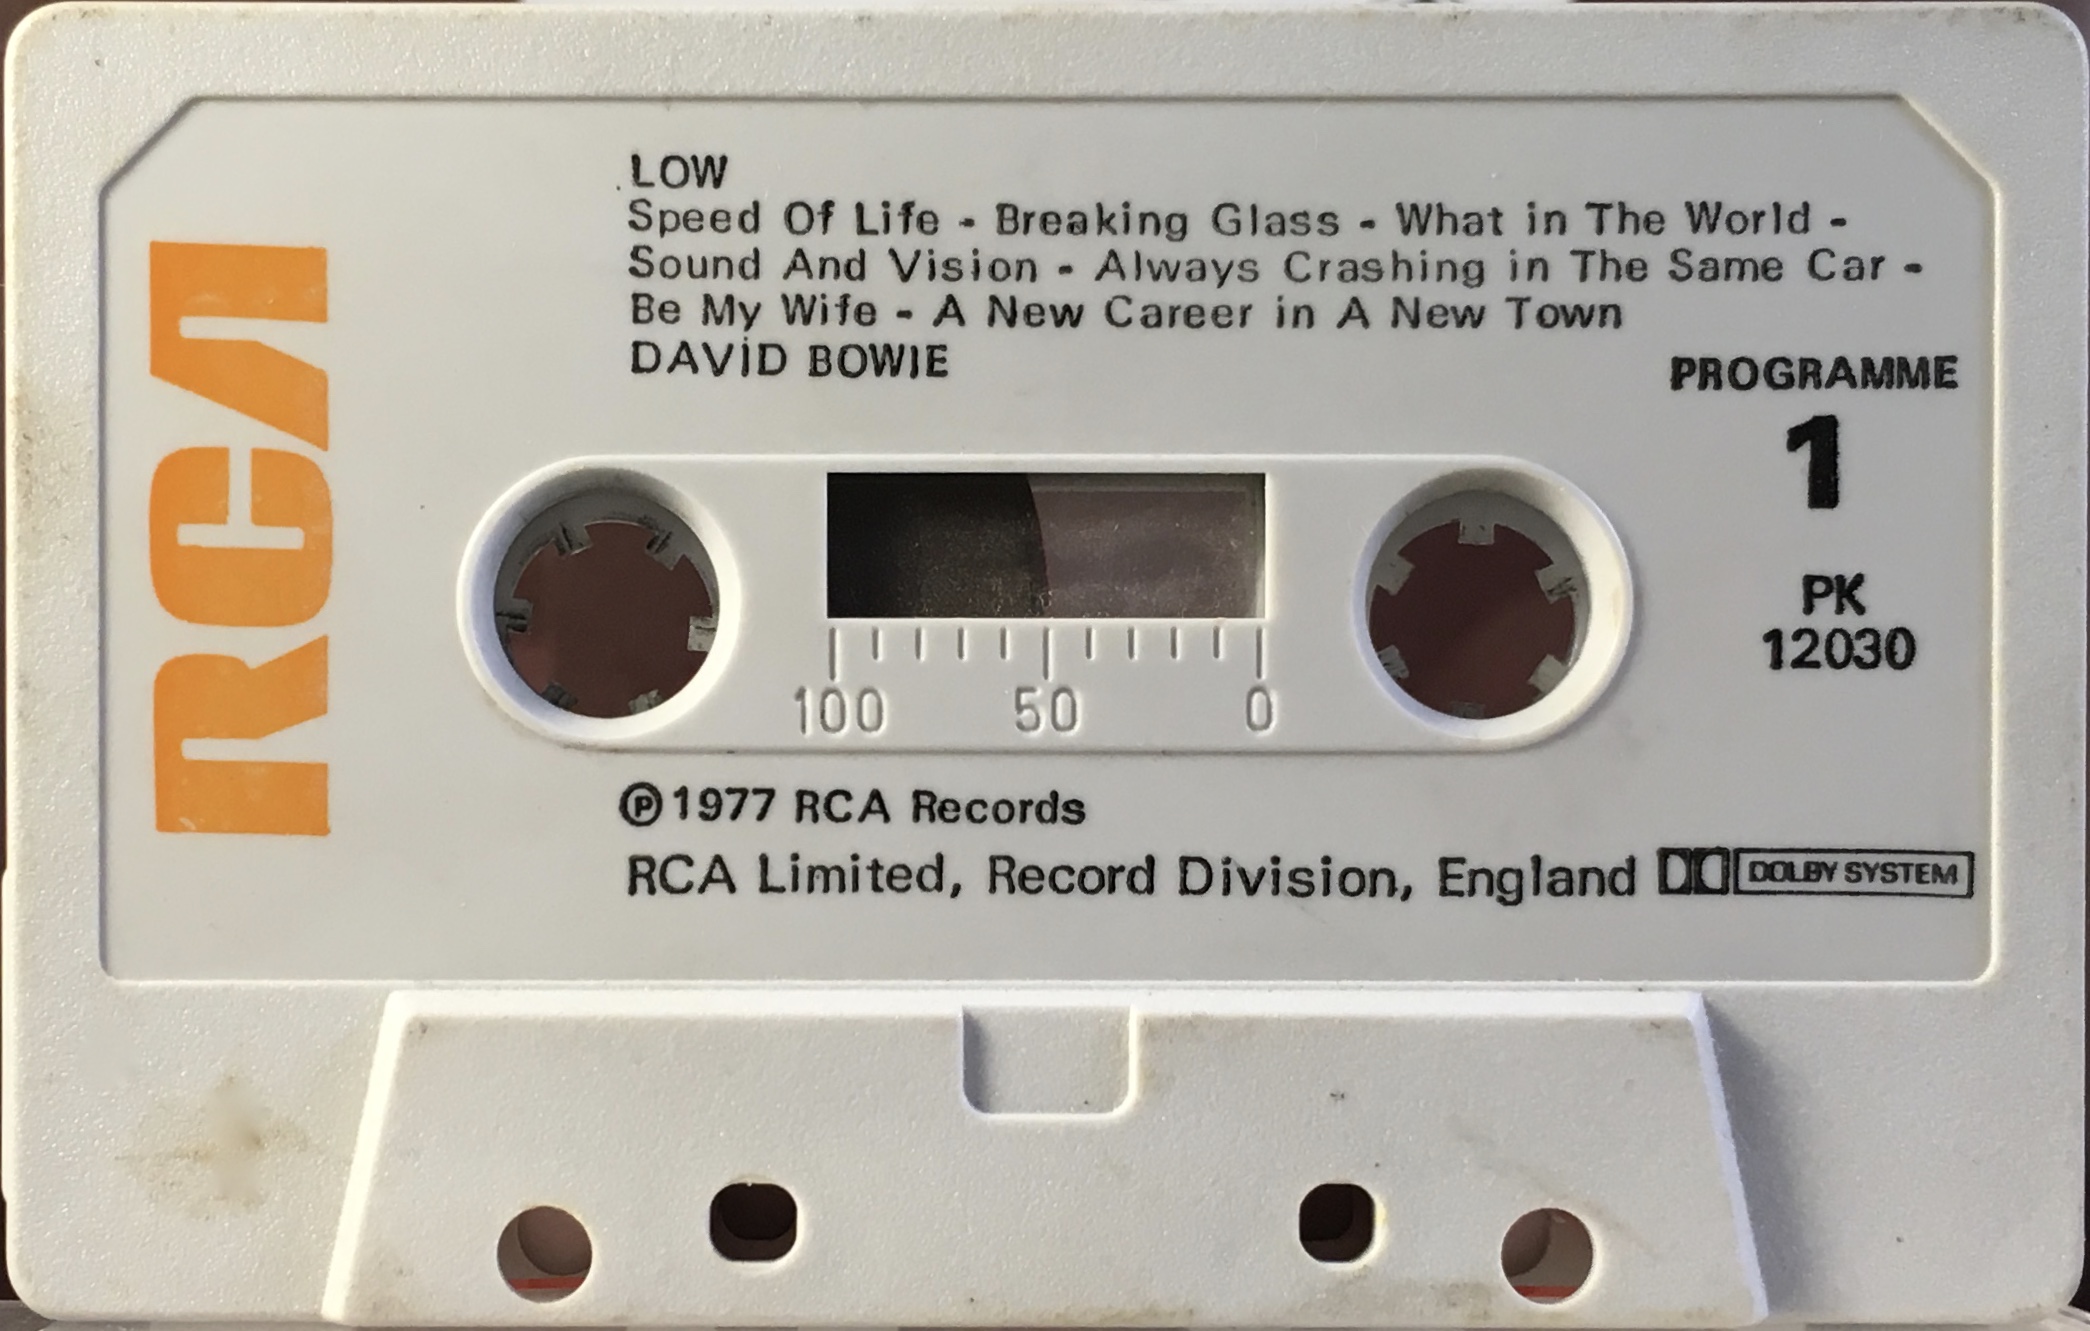 RCA
LOW
Speed Of Life - Breaking Glass - What in The World -
Sound And Vision - Always Crashing in The Same Car -
Be My Wife - A New Career in A New Town
DAVİD BOWIE
PROGRAMME
1
PK
12030
100 50 0
℗1977 RCA Records
RCA Limited, Record Division, England DOLBY SYSTEM